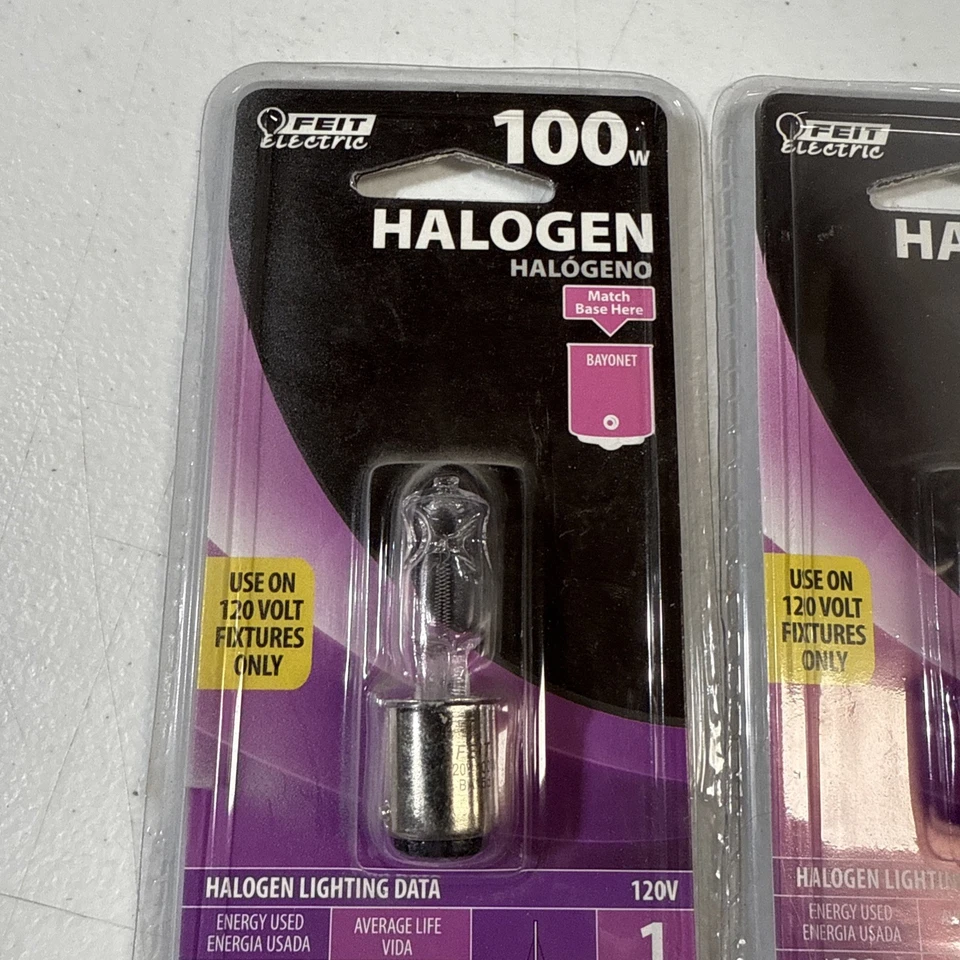 FEIT
Electric
100W
HALOGEN
HALÓGENO
Match
Base Here
BAYONET
USE ON
120 VOLT
FIXTURES
ONLY
HALOGEN LIGHTING DATA 120V
ENERGY USED
ENERGIA USADA
AVERAGE LIFE
VIDA
1
FEIT
Electric
HA
USE ON
120 VOLT
FIXTURES
ONLY
HALOGEN LIGHTI
ENERGY USED
ENERGIA USADA